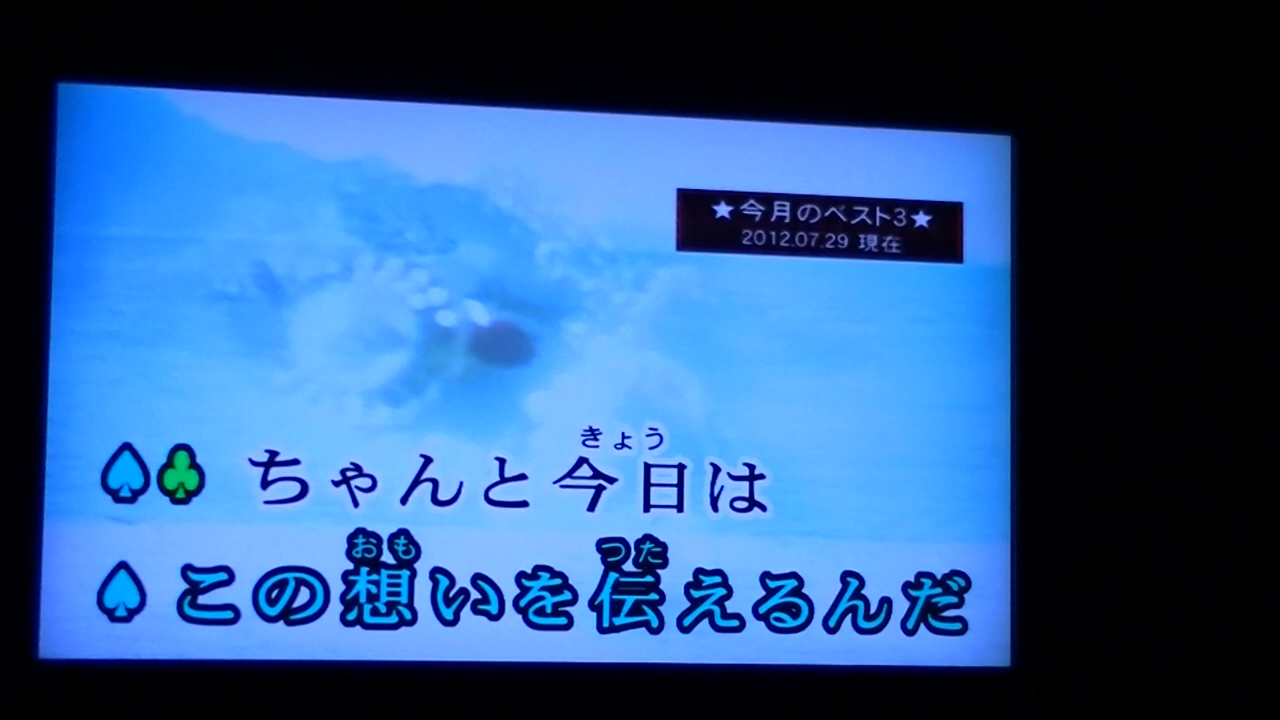 ★今月のベスト3★
2012.07.29 現在
きょう
ちゃんと今日は
おも つた
この想いを伝えるんだ